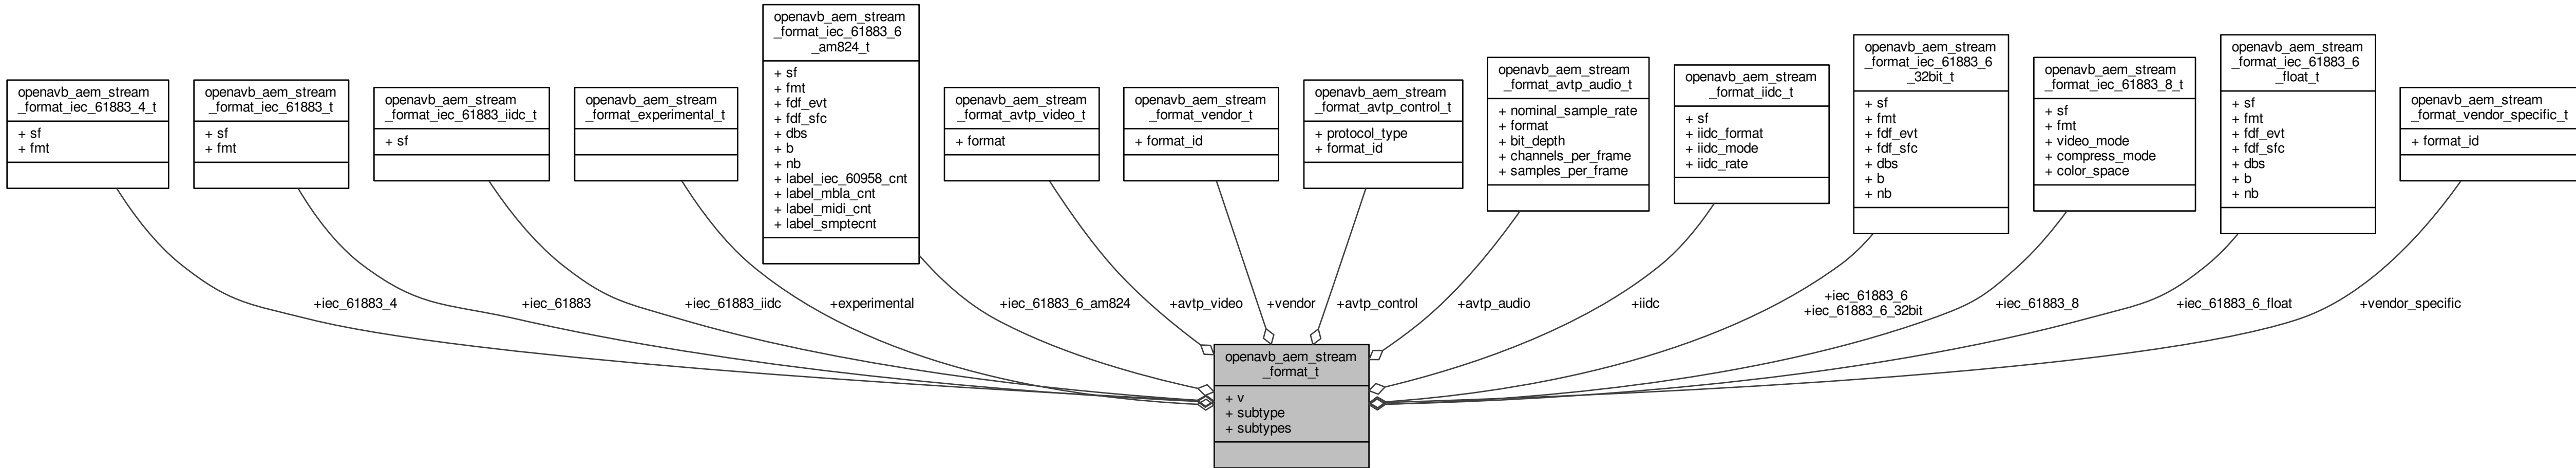 openavb_aem_stream
_format_iec_61883_4_t
+ sf
+ fmt
openavb_aem_stream
_format_iec_61883_t
+ sf
+ fmt
openavb_aem_stream
_format_iec_61883_iidc_t
+ sf
openavb_aem_stream
_format_experimental_t
openavb_aem_stream
_format_iec_61883_6
_am824_t
+ sf
+ fmt
+ fdf_evt
+ fdf_sfc
+ dbs
+ b
+ nb
+ label_iec_60958_cnt
+ label_mbla_cnt
+ label_midi_cnt
+ label_smptecnt
openavb_aem_stream
_format_avtp_video_t
+ format
openavb_aem_stream
_format_vendor_t
+ format_id
openavb_aem_stream
_format_avtp_control_t
+ protocol_type
+ format_id
openavb_aem_stream
_format_avtp_audio_t
+ nominal_sample_rate
+ format
+ bit_depth
+ channels_per_frame
+ samples_per_frame
openavb_aem_stream
_format_iidc_t
+ sf
+ iidc_format
+ iidc_mode
+ iidc_rate
openavb_aem_stream
_format_iec_61883_6
_32bit_t
+ sf
+ fmt
+ fdf_evt
+ fdf_sfc
+ dbs
+ b
+ nb
openavb_aem_stream
_format_iec_61883_8_t
+ sf
+ fmt
+ video_mode
+ compress_mode
+ color_space
openavb_aem_stream
_format_iec_61883_6
_float_t
+ sf
+ fmt
+ fdf_evt
+ fdf_sfc
+ dbs
+ b
+ nb
openavb_aem_stream
_format_vendor_specific_t
+ format_id
+iec_61883_4
+iec_61883
+iec_61883_iidc
+experimental
+iec_61883_6_am824
+avtp_video
+vendor
+avtp_control
+avtp_audio
+iidc
+iec_61883_6
+iec_61883_6_32bit
+iec_61883_8
+iec_61883_6_float
+vendor_specific
openavb_aem_stream
_format_t
+ v
+ subtype
+ subtypes